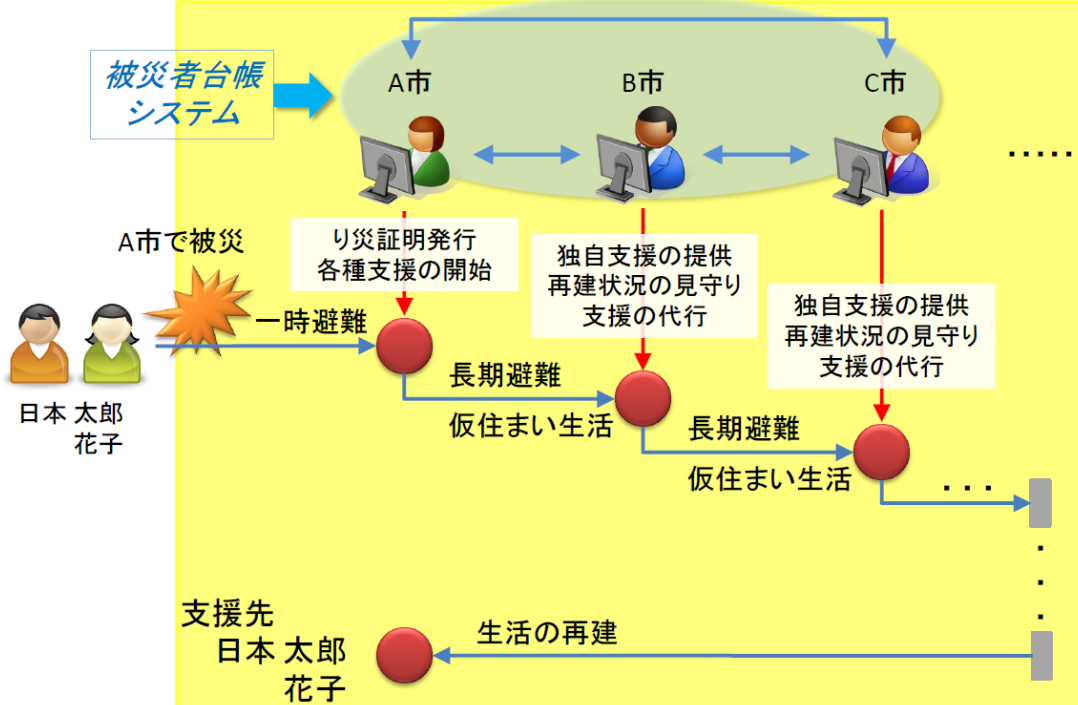 被災者台帳
システム
A市
B市
C市
・・・・・
A市で被災
り災証明発行
各種支援の開始
独自支援の提供
再建状況の見守り
支援の代行
独自支援の提供
再建状況の見守り
支援の代行
一時避難
日本 太郎
花子
長期避難
仮住まい生活
長期避難
仮住まい生活
・・・
支援先
日本 太郎
花子
生活の再建